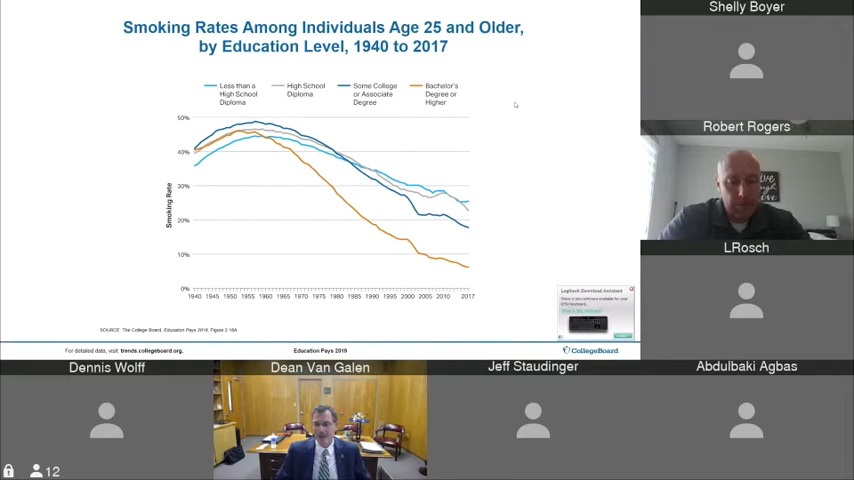 Smoking Rates Among Individuals Age 25 and Older,
by Education Level, 1940 to 2017
Less than a
High School
Diploma
High School
Diploma
Some College
or Associate
Degree
Bachelor's
Degree or
Higher
50%
40%
30%
20%
10%
0%
Smoking Rate
1940 1945 1950 1955 1960 1965 1970 1975 1980 1985 1990 1995 2000 2005 2010 2017
SOURCE: The College Board, Education Pays 2019, Figure 2.18A
For detailed data, visit: trends.collegeboard.org.
Education Pays 2019
CollegeBoard
Logitech Download Assistant
Shelly Boyer
Robert Rogers
live
laugh
love
LRosch
Dennis Wolff
Dean Van Galen
Jeff Staudinger
Abdulbaki Agbas
12